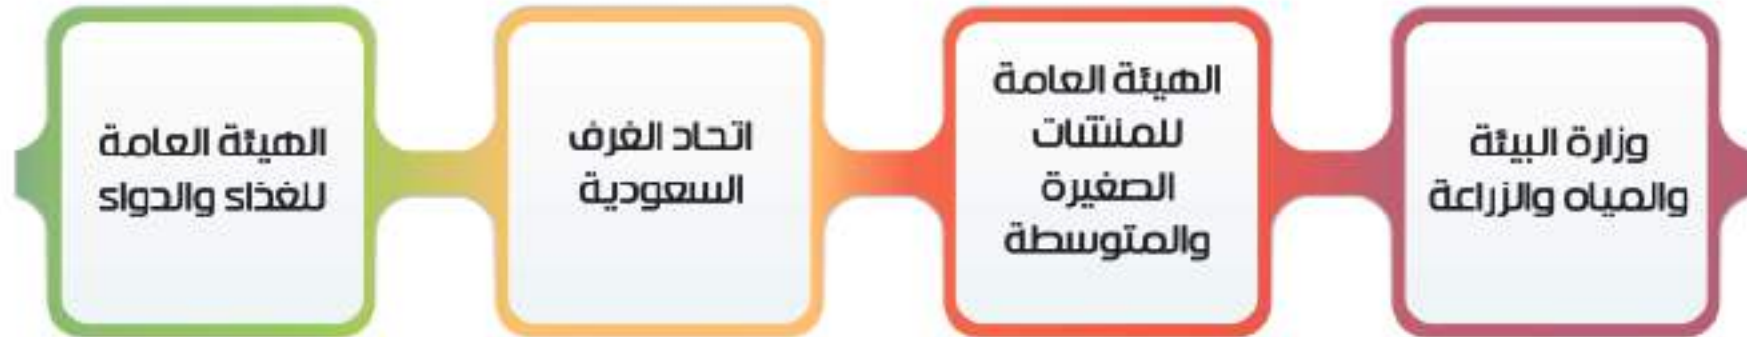 وزارة البيئة
والمياه والزراعة
الهيئة العامة
للمنشآت
الصغيرة
والمتوسطة
اتحاد الغرف
السعودية
الهيئة العامة
للغذاء والدواء